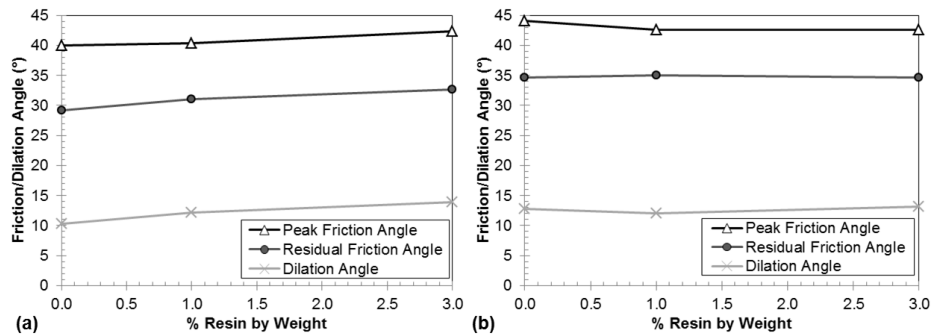 45
40
35
30
25
20
15
10
5
0
Friction/Dilation Angle (°)
Peak Friction Angle
Residual Friction Angle
Dilation Angle
0.0 0.5 1.0 1.5 2.0 2.5 3.0
(a) % Resin by Weight
45
40
35
30
25
20
15
10
5
0
Friction/Dilation Angle (°)
Peak Friction Angle
Residual Friction Angle
Dilation Angle
0.0 0.5 1.0 1.5 2.0 2.5 3.0
(b) % Resin by Weight